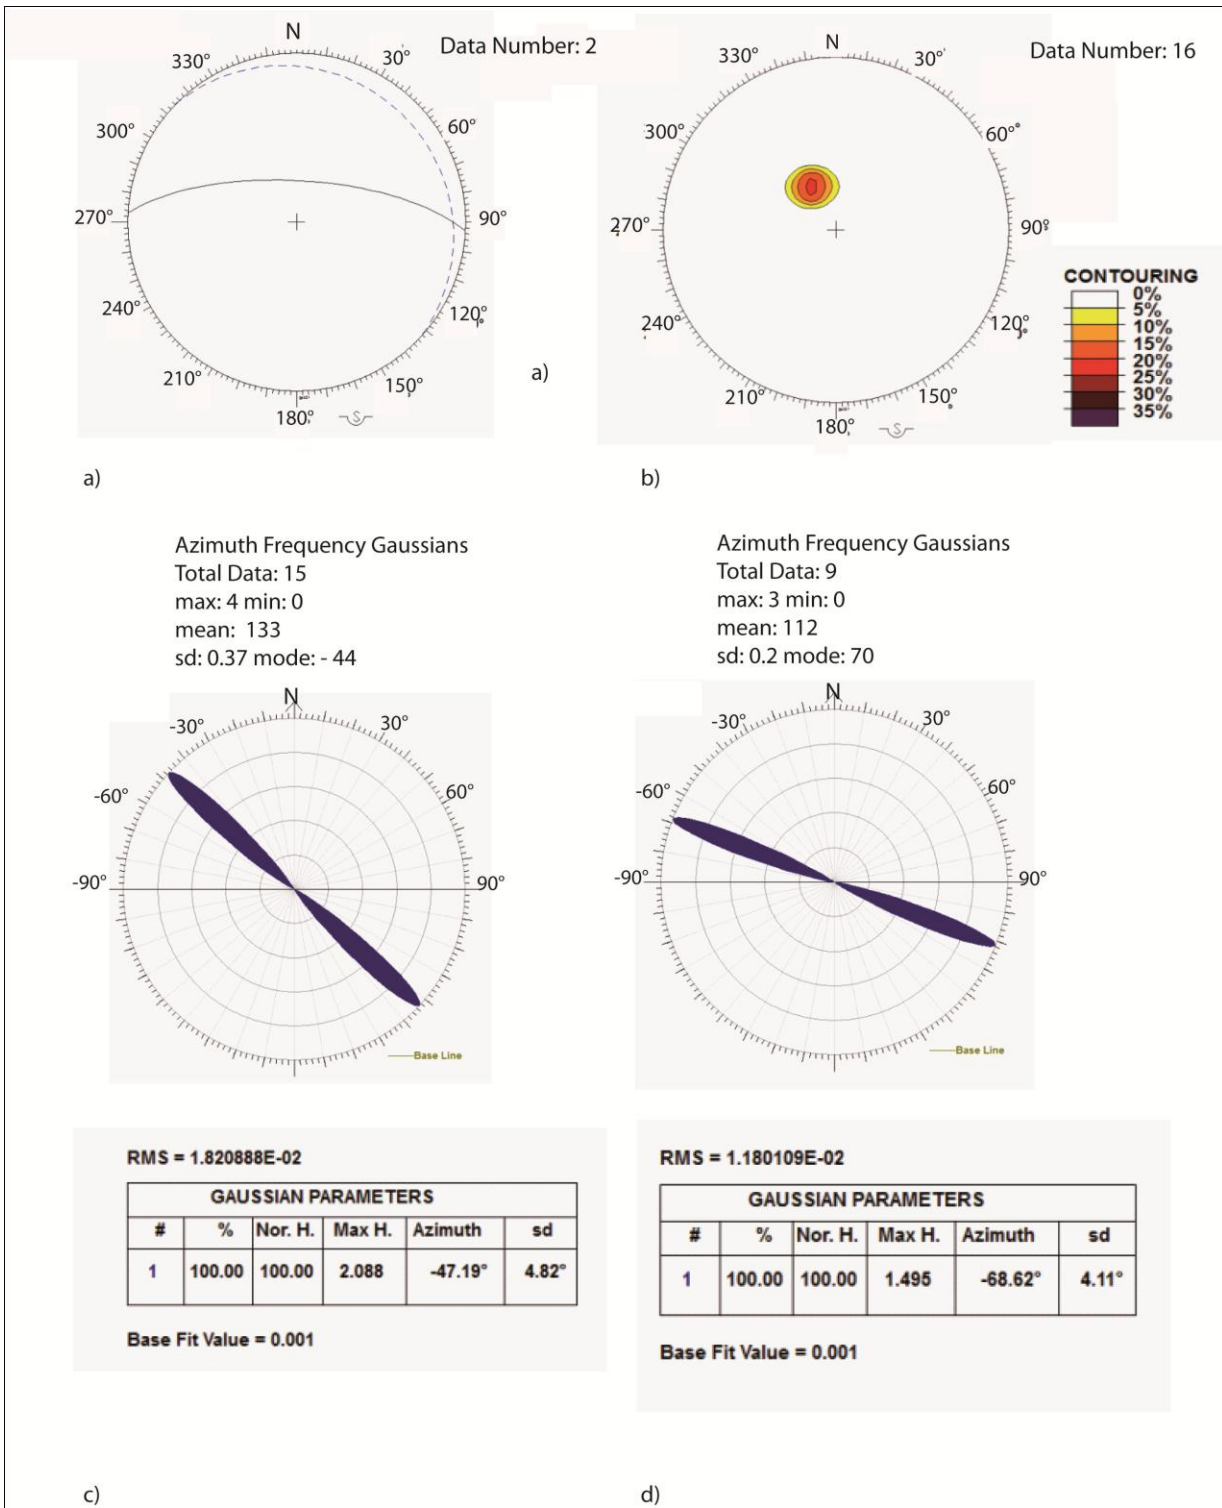 N
Data Number: 2
330°
30°
300°
60°
270°
90°
240°
120°
210°
150°
180°
S
a)
N
Data Number: 16
330°
30°
300°
60°
270°
90°
240°
120°
210°
150°
180°
S
CONTOURING
0%
5%
10%
15%
20%
25%
30%
35%
a)
b)
Azimuth Frequency Gaussians
Total Data: 15
max: 4 min: 0
mean: 133
sd: 0.37 mode: - 44
N
-30°
30°
-60°
60°
-90°
90°
Base Line
Azimuth Frequency Gaussians
Total Data: 9
max: 3 min: 0
mean: 112
sd: 0.2 mode: 70
N
-30°
30°
-60°
60°
-90°
90°
Base Line
RMS = 1.820888E-02
GAUSSIAN PARAMETERS
# % Nor. H. Max H. Azimuth sd
1 100.00 100.00 2.088 -47.19° 4.82°
Base Fit Value = 0.001
RMS = 1.180109E-02
GAUSSIAN PARAMETERS
# % Nor. H. Max H. Azimuth sd
1 100.00 100.00 1.495 -68.62° 4.11°
Base Fit Value = 0.001
c)
d)